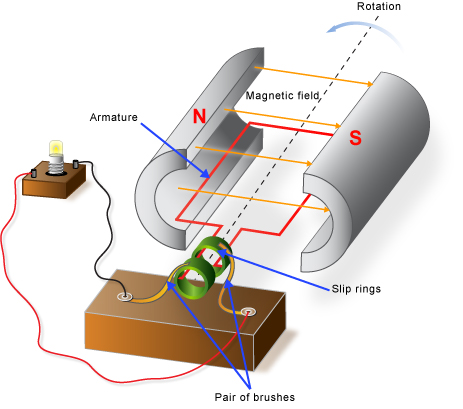 Rotation
Magnetic field
N
Armature
S
Slip rings
Pair of brushes